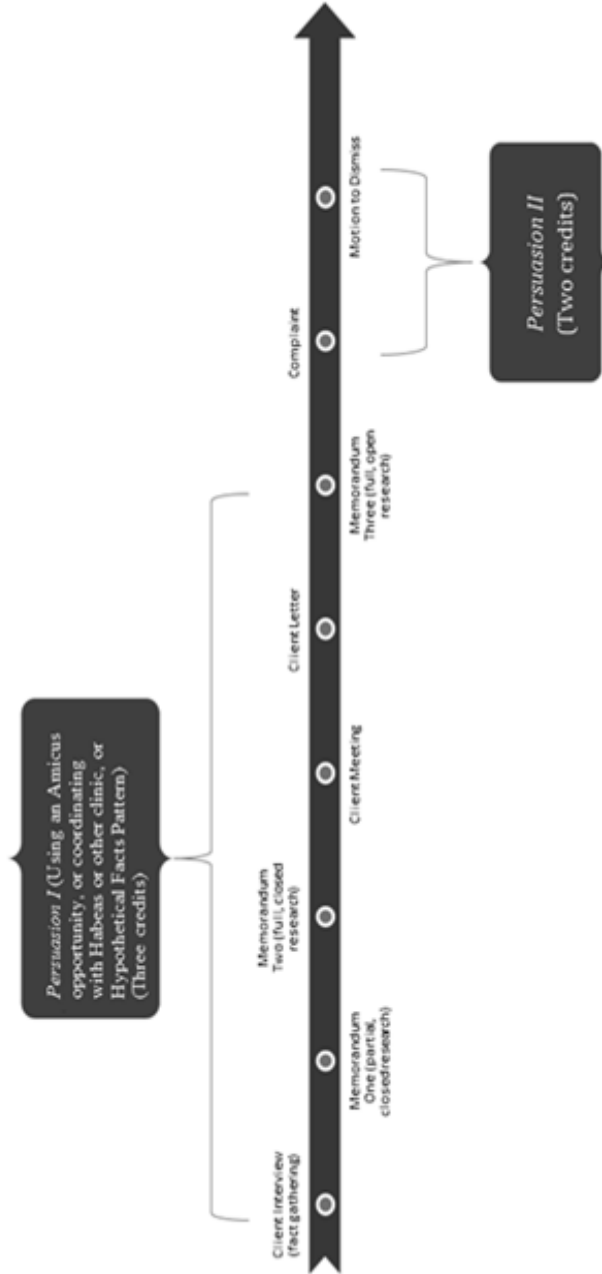 Persuasion I (Using an Amicus
opportunity, or coordinating
with Habeas or other clinic, or
Hypothetical Facts Pattern)
(Three credits)
Client Interview
(fact gathering)
Memorandum
One (partial,
closedresearch)
Memorandum
Two (full, closed
research)
Client Meeting
Client Letter
Memorandum
Three (full, open
research)
Complaint
Motion to Dismiss
Persuasion II
(Two credits)